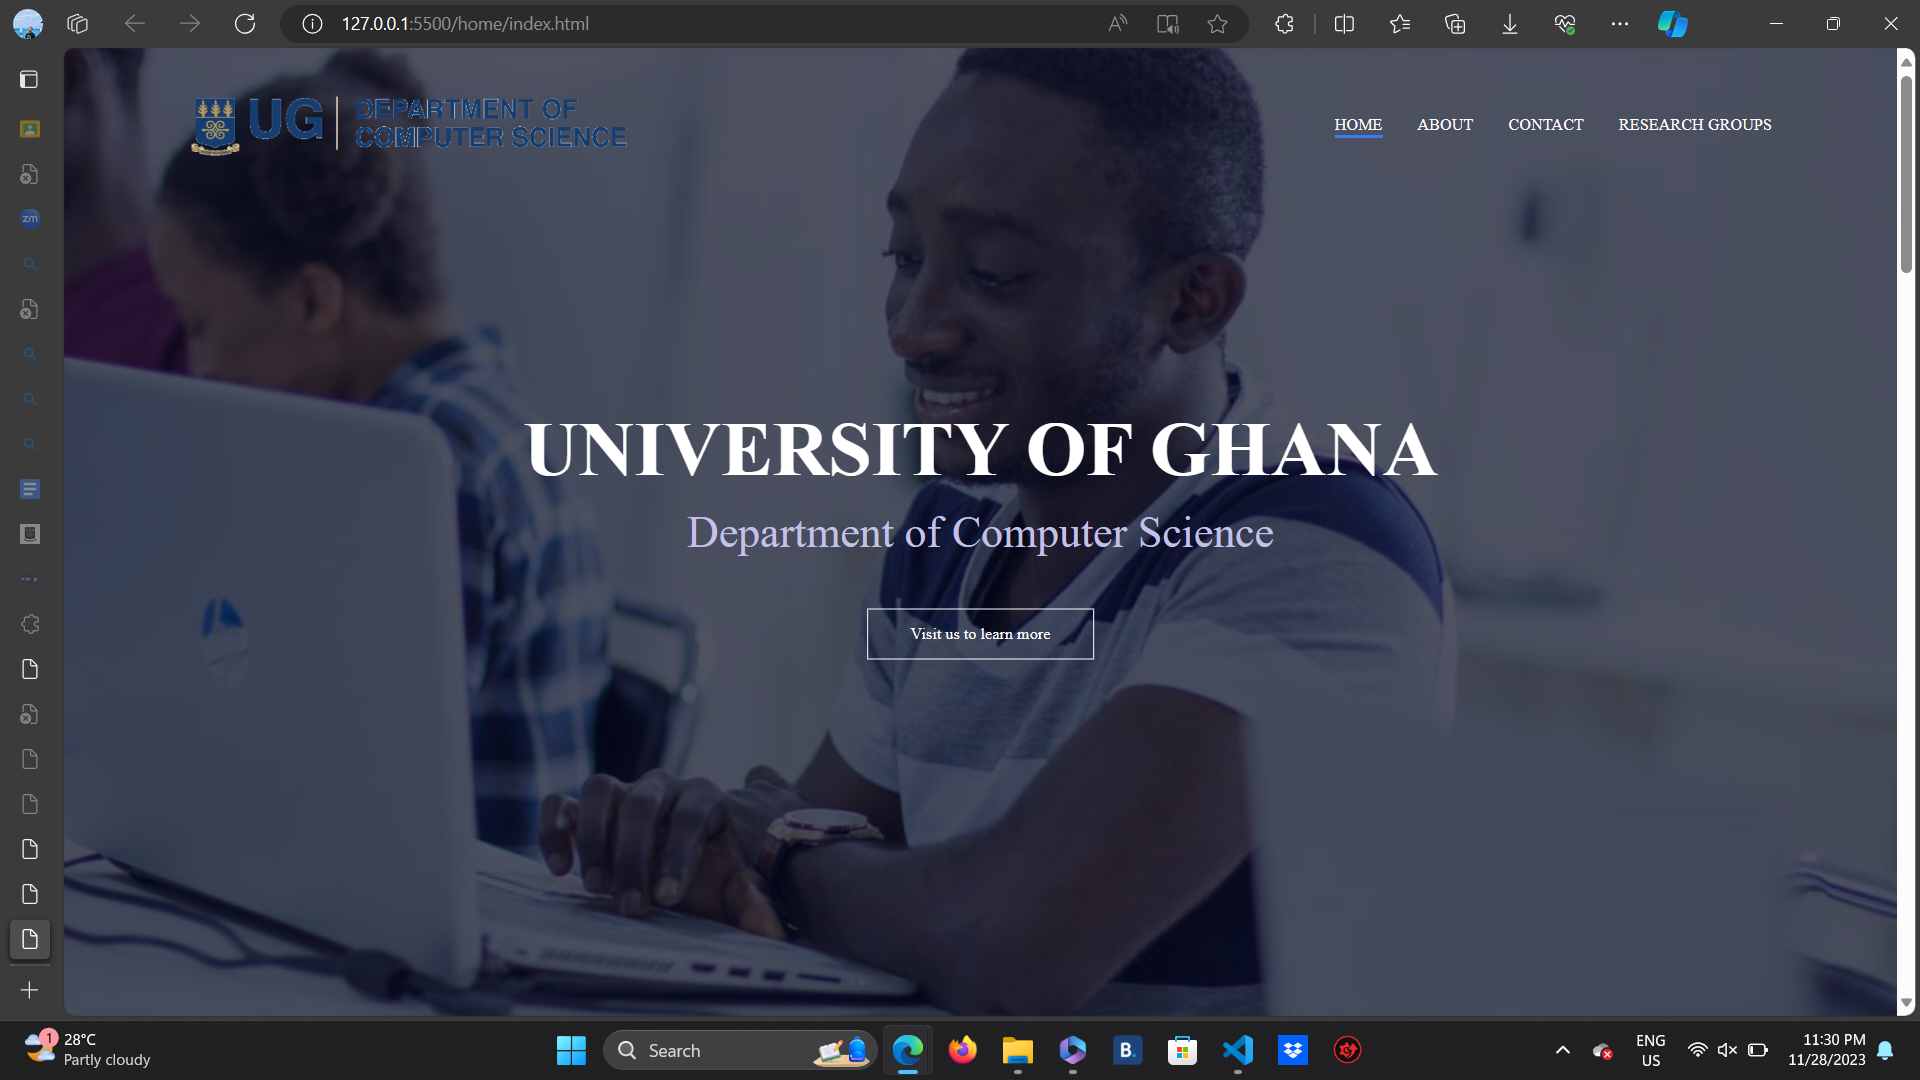 127.0.0.1:5500/home/index.html
zm
UG
DEPARTMENT OF
COMPUTER SCIENCE
HOME ABOUT CONTACT RESEARCH GROUPS
UNIVERSITY OF GHANA
Department of Computer Science
Visit us to learn more
1
28°C
Partly cloudy
Search
B.
ENG
US
11:30 PM
11/28/2023